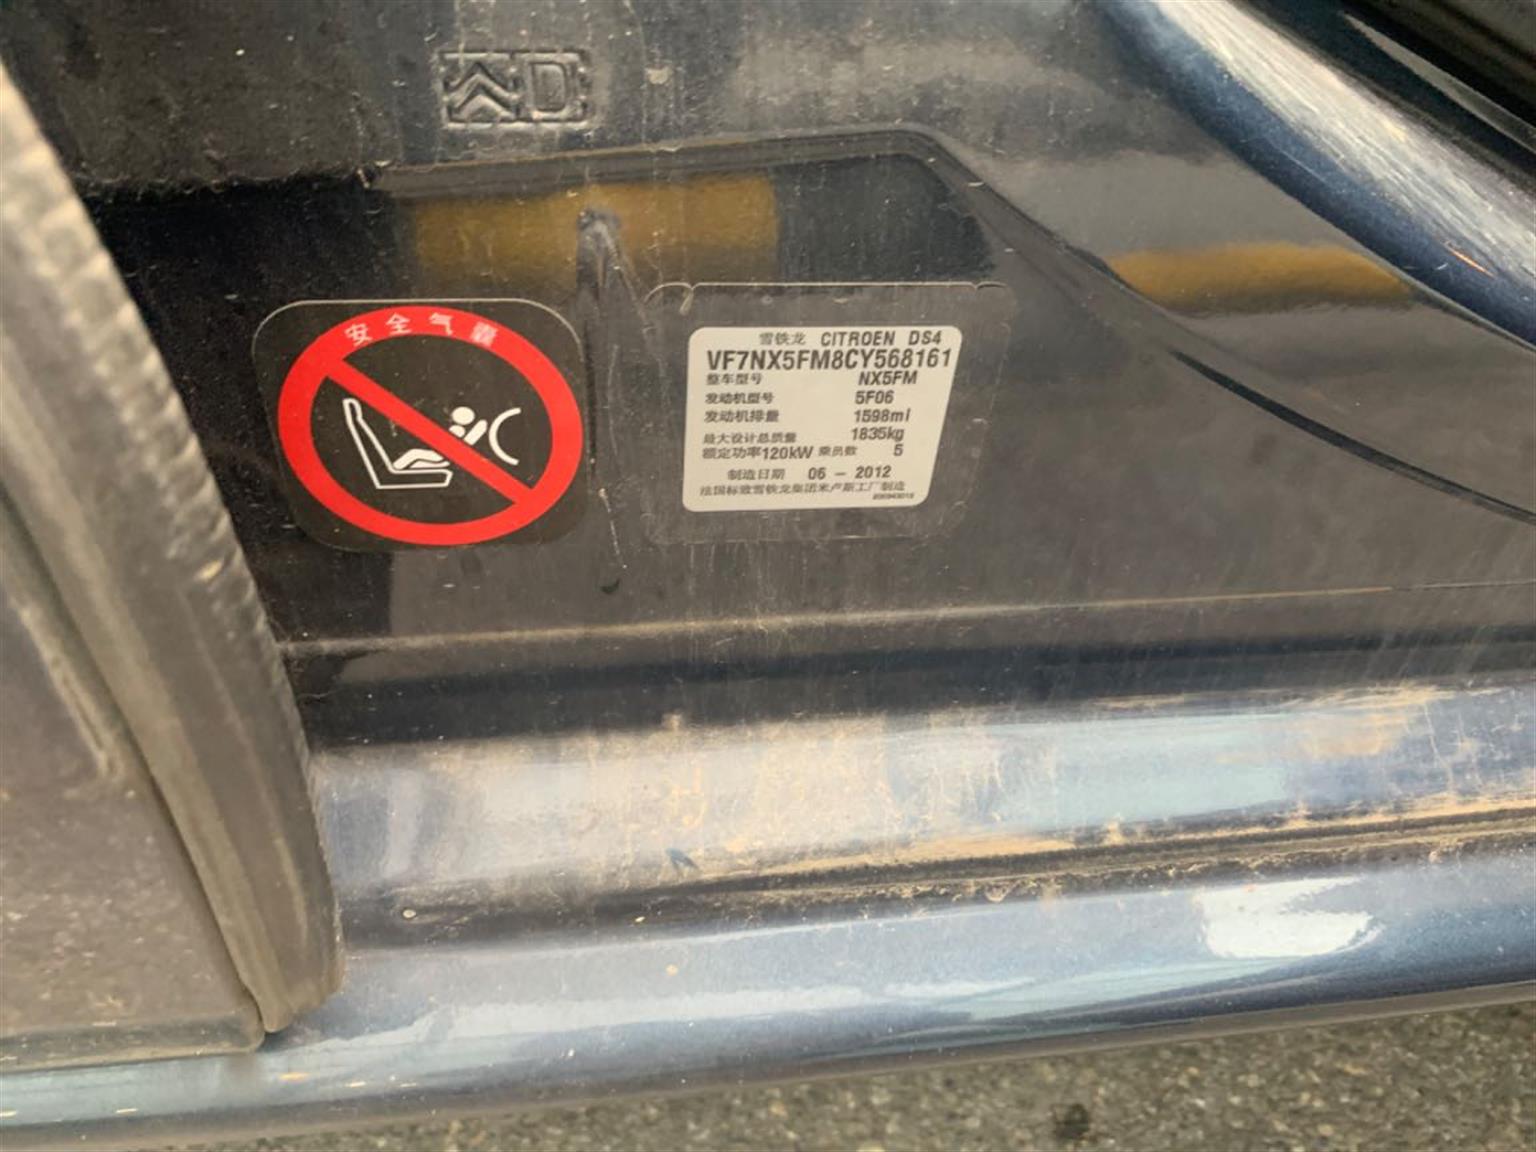 D
安全气囊
雪铁龙 CITROEN DS4
VF7NX5FM8CY568161
整车型号 NX5FM
发动机型号 5F06
发动机排量 1598ml
最大设计总质量 1835kg
额定功率120kW 乘员数 5
制造日期 06 - 2012
法国标致雪铁龙集团米卢斯工厂制造